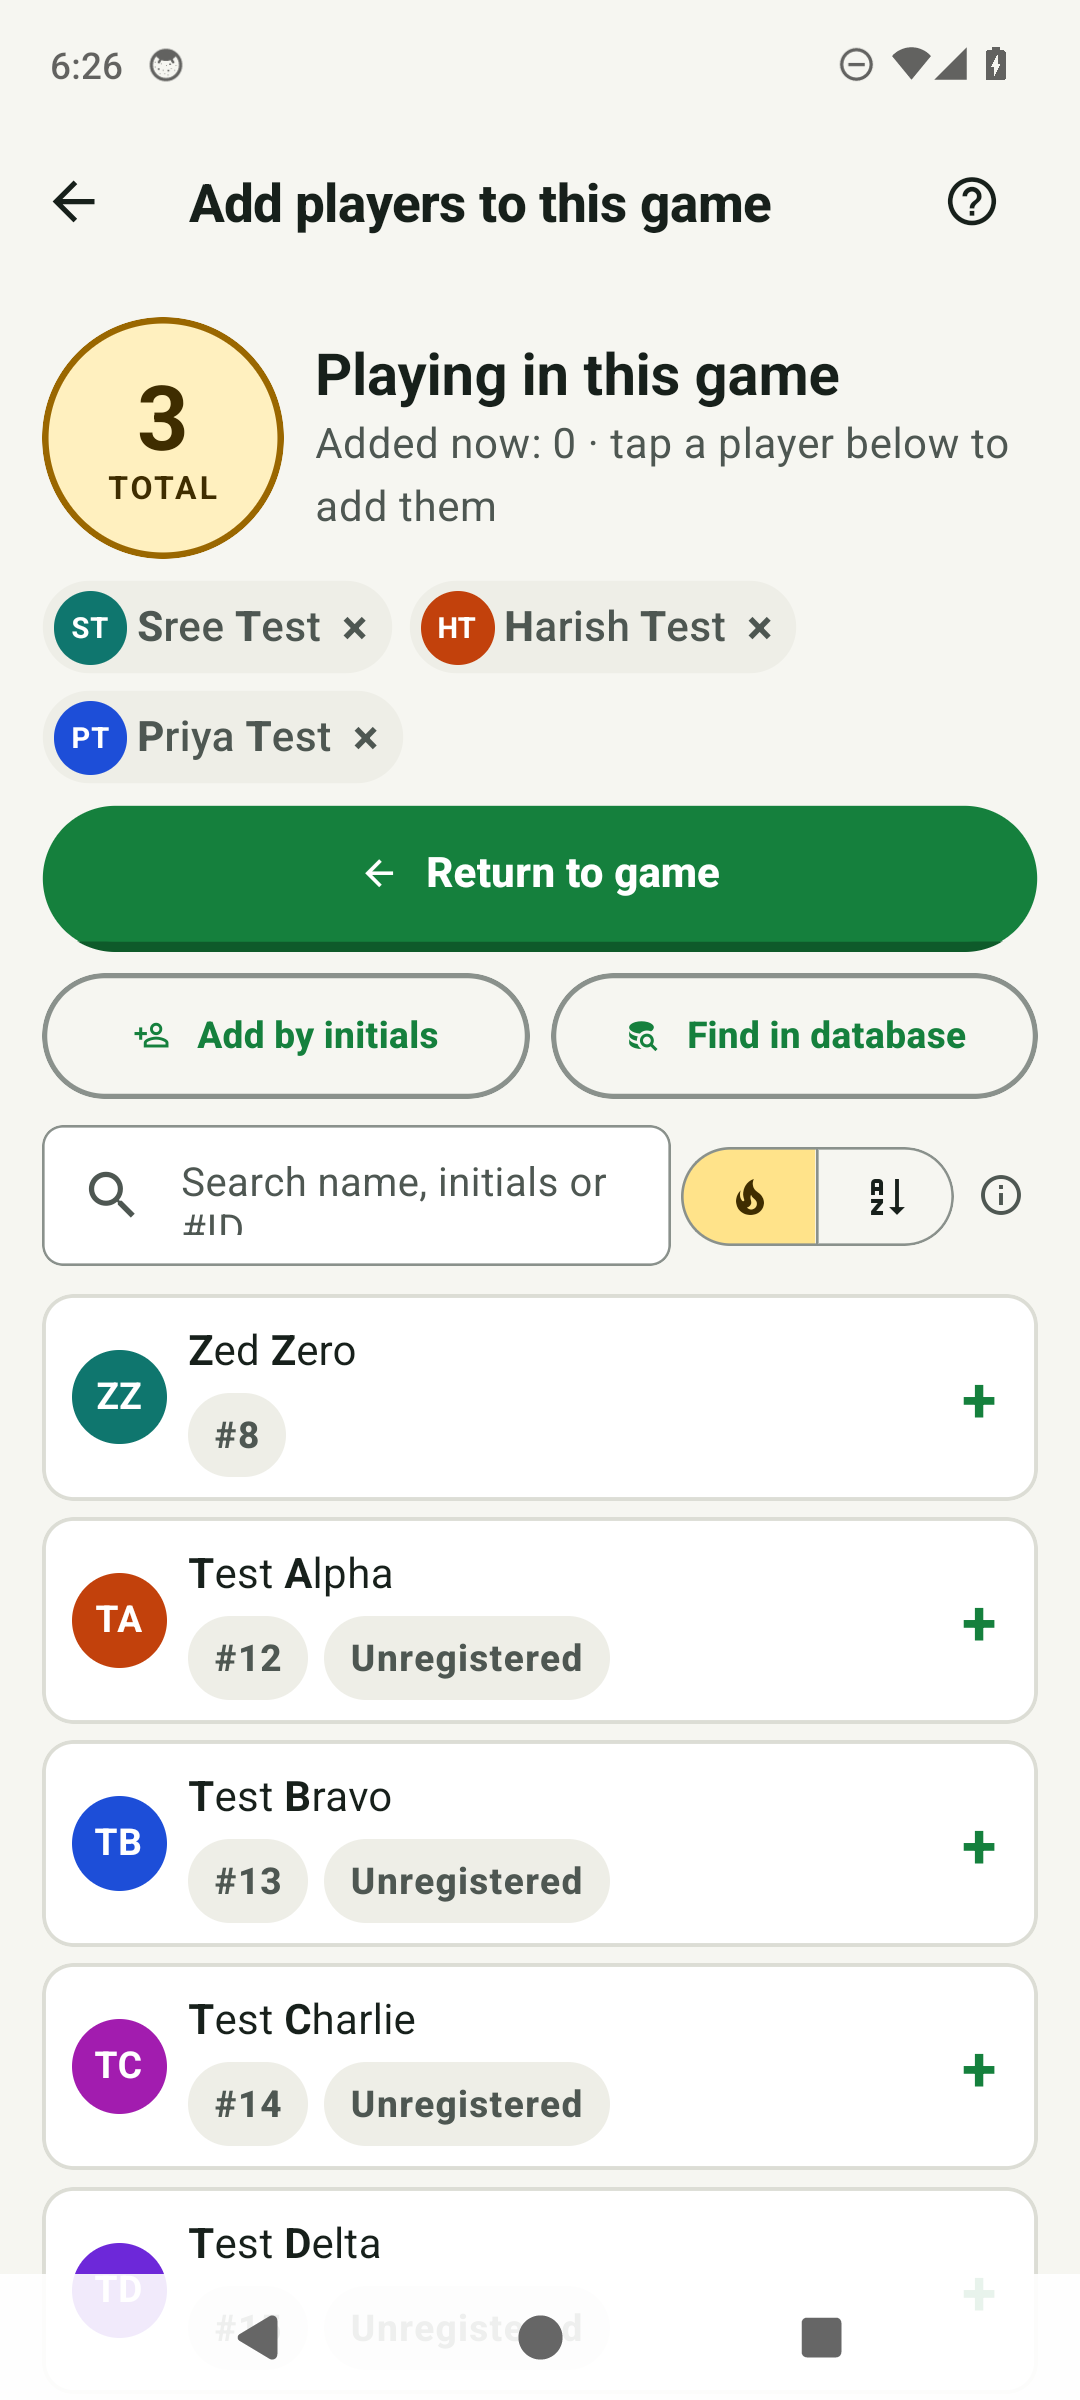 6:26
Add players to this game
3
TOTAL
Playing in this game
Added now: 0 · tap a player below to
add them
ST Sree Test ×
HT Harish Test ×
PT Priya Test ×
Return to game
Add by initials
Find in database
Search name, initials or
#ID
A
Z
ZZ
Zed Zero
#8
+
TA
Test Alpha
#12
Unregistered
+
TB
Test Bravo
#13
Unregistered
+
TC
Test Charlie
#14
Unregistered
+
TD
Test Delta
Unregistered
+